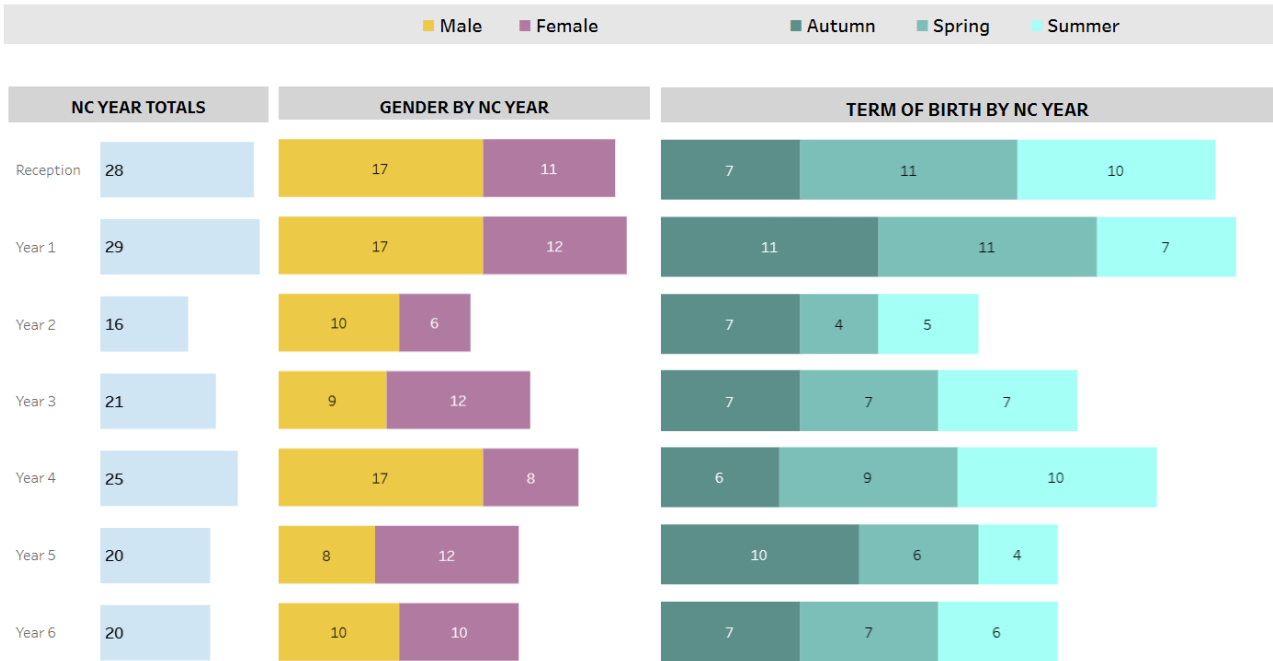 Male Female Autumn Spring Summer
NC YEAR TOTALS GENDER BY NC YEAR TERM OF BIRTH BY NC YEAR
Reception 28 17 11 7 11 10
Year 1 29 17 12 11 11 7
Year 2 16 10 6 7 4 5
Year 3 21 9 12 7 7 7
Year 4 25 17 8 6 9 10
Year 5 20 8 12 10 6 4
Year 6 20 10 10 7 7 6